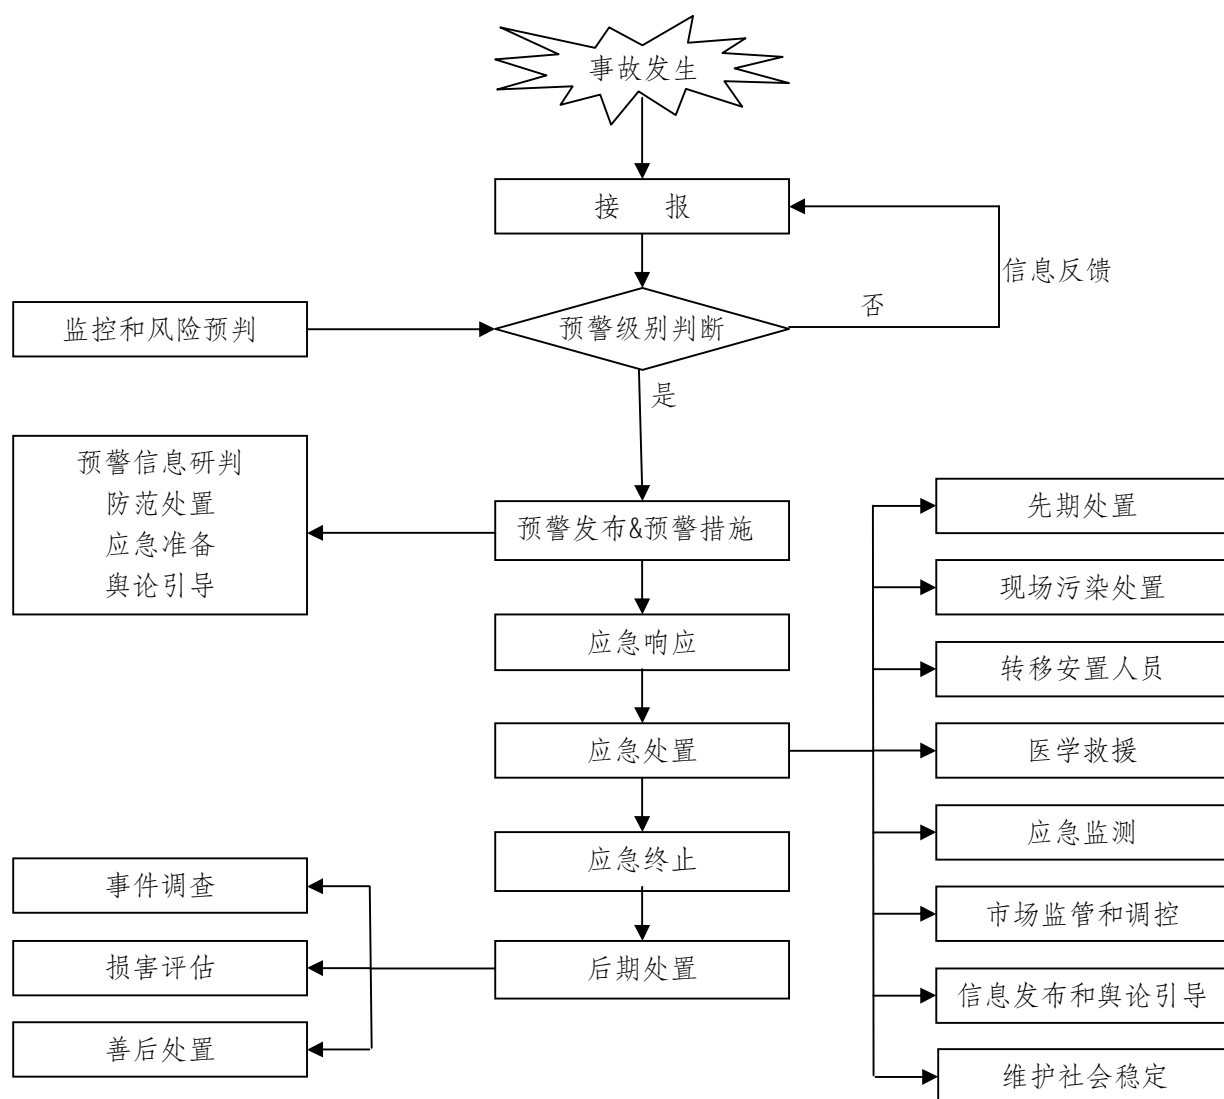 事故发生
接 报
信息反馈
否
监控和风险预判
预警级别判断
是
预警信息研判
防范处置
应急准备
舆论引导
预警发布&预警措施
应急响应
应急处置
应急终止
后期处置
先期处置
现场污染处置
转移安置人员
医学救援
应急监测
市场监管和调控
信息发布和舆论引导
维护社会稳定
事件调查
损害评估
善后处置